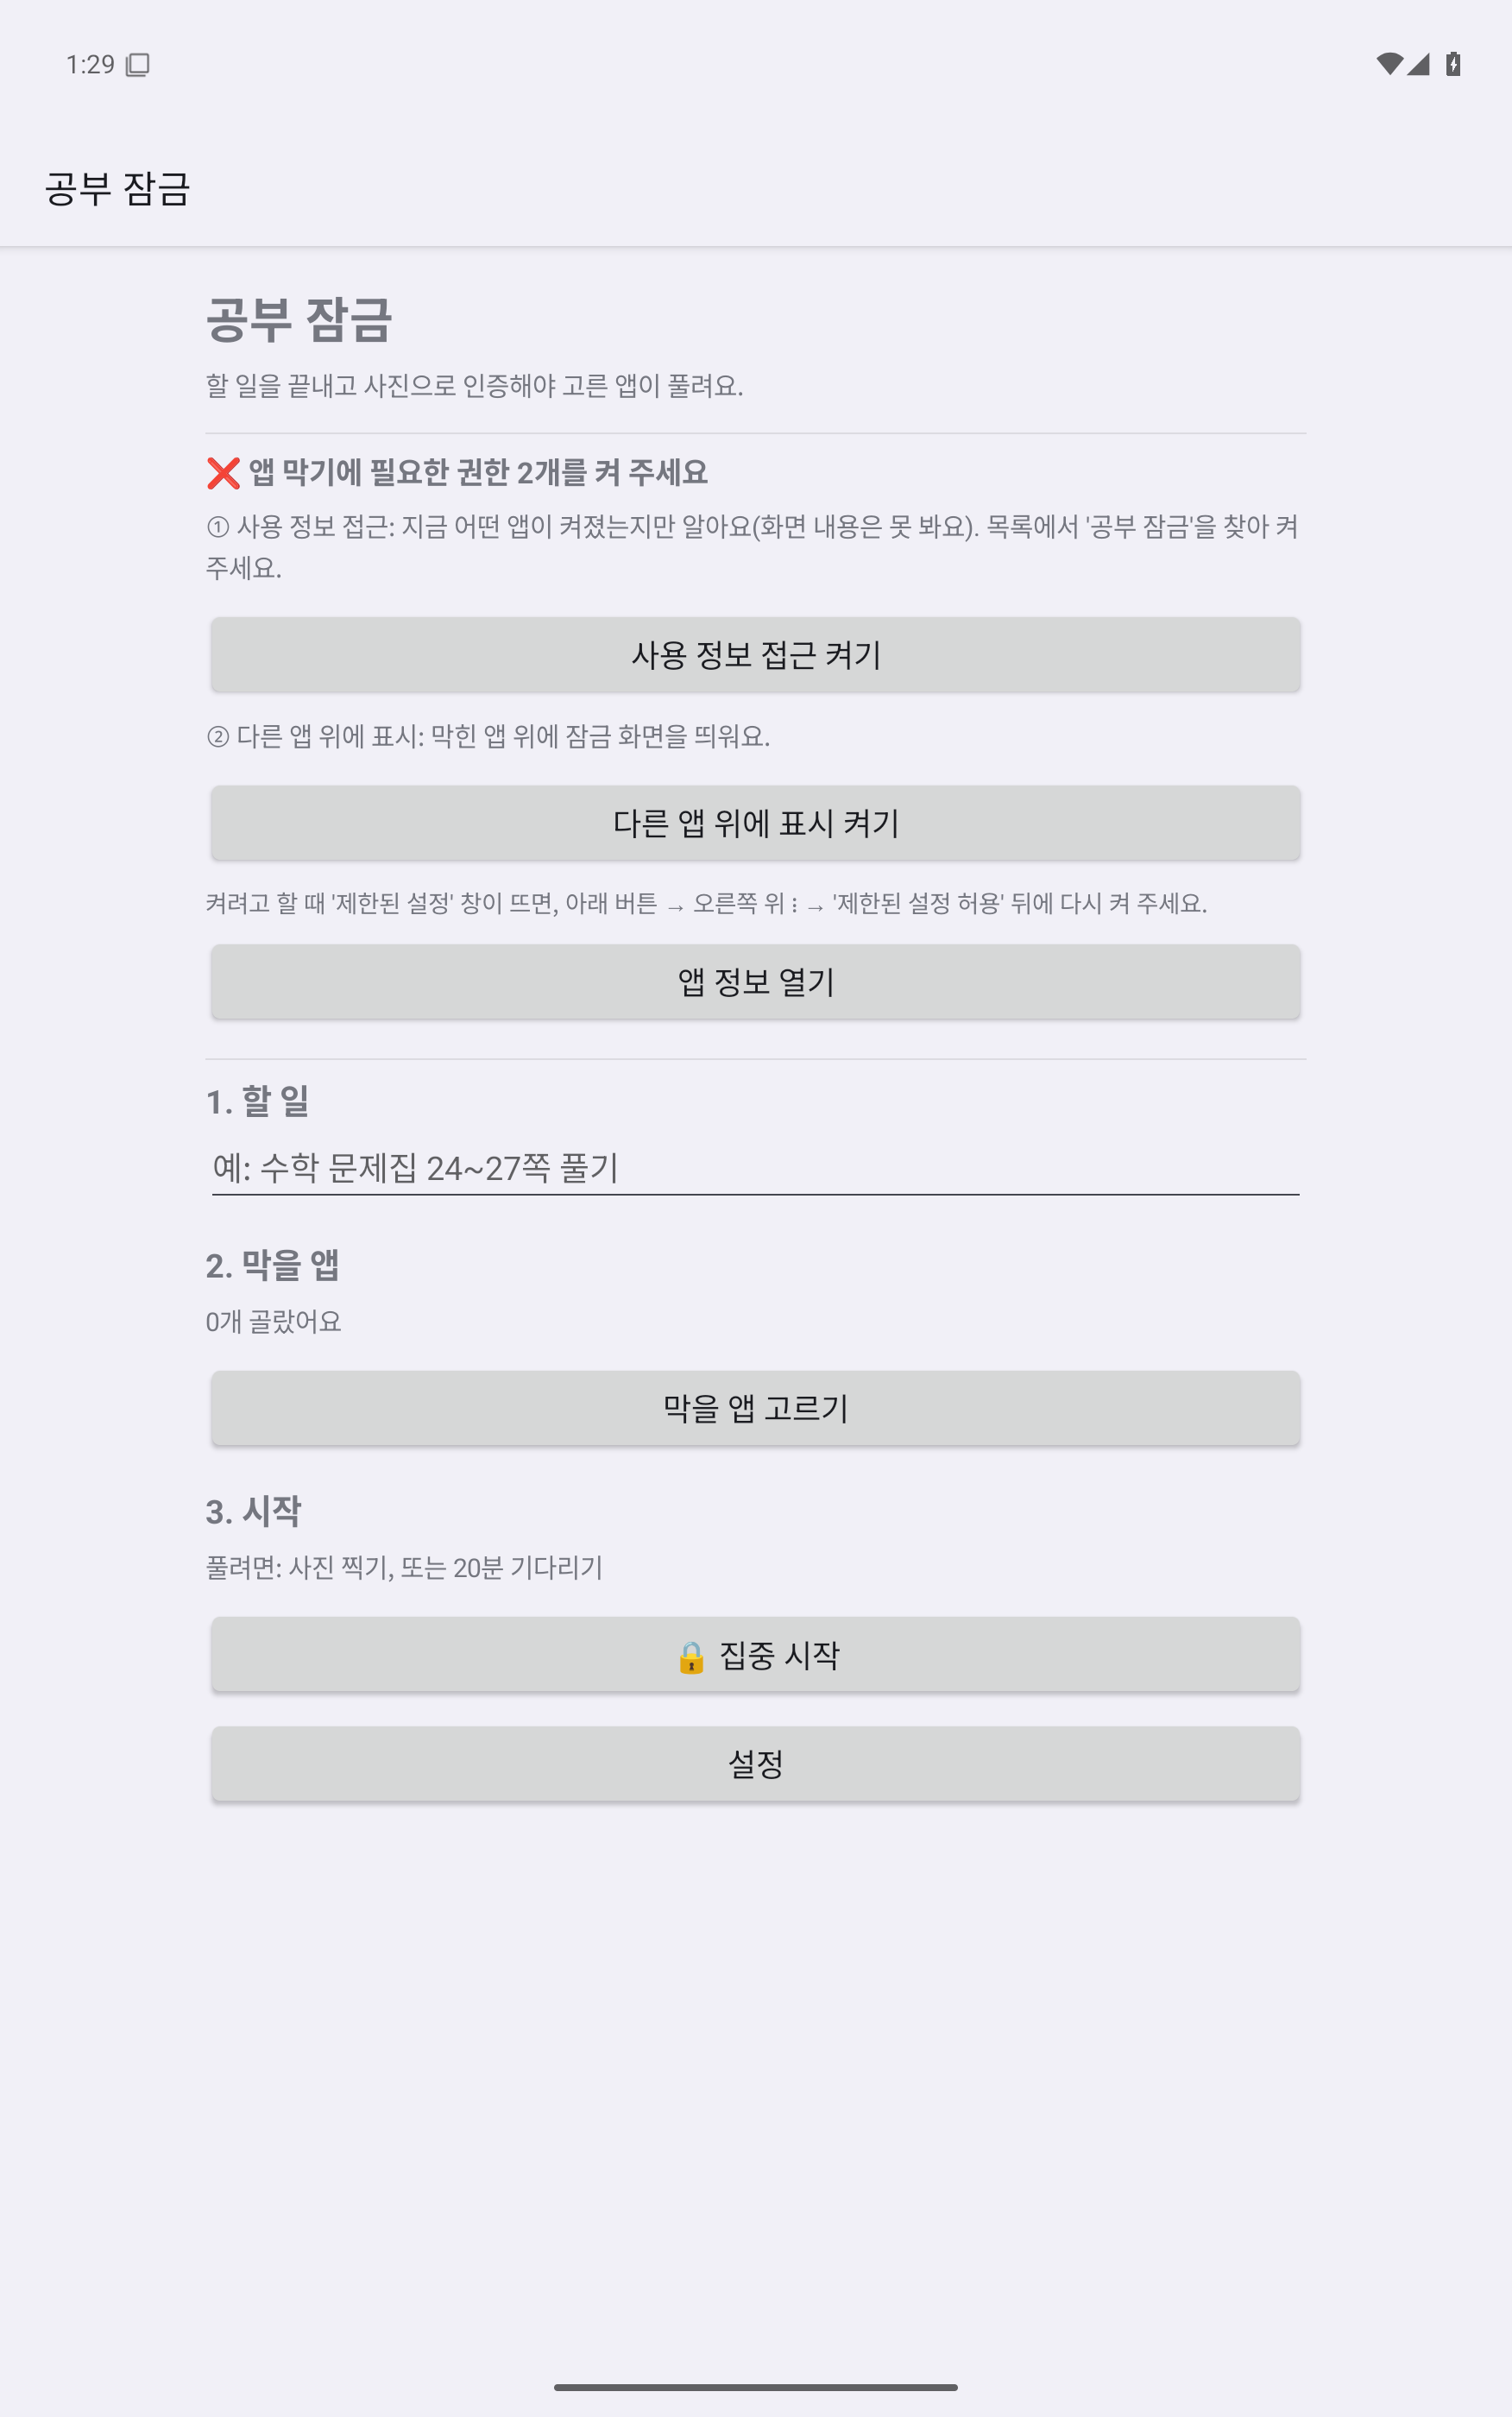 1:29
공부 잠금
공부 잠금
할 일을 끝내고 사진으로 인증해야 고른 앱이 풀려요.
❌ 앱 막기에 필요한 권한 2개를 켜 주세요
① 사용 정보 접근: 지금 어떤 앱이 켜졌는지만 알아요(화면 내용은 못 봐요). 목록에서 '공부 잠금'을 찾아 켜
주세요.
사용 정보 접근 켜기
② 다른 앱 위에 표시: 막힌 앱 위에 잠금 화면을 띄워요.
다른 앱 위에 표시 켜기
켜려고 할 때 '제한된 설정' 창이 뜨면, 아래 버튼 → 오른쪽 위 ⋮ → '제한된 설정 허용' 뒤에 다시 켜 주세요.
앱 정보 열기
1. 할 일
예: 수학 문제집 24~27쪽 풀기
2. 막을 앱
0개 골랐어요
막을 앱 고르기
3. 시작
풀려면: 사진 찍기, 또는 20분 기다리기
🔒 집중 시작
설정